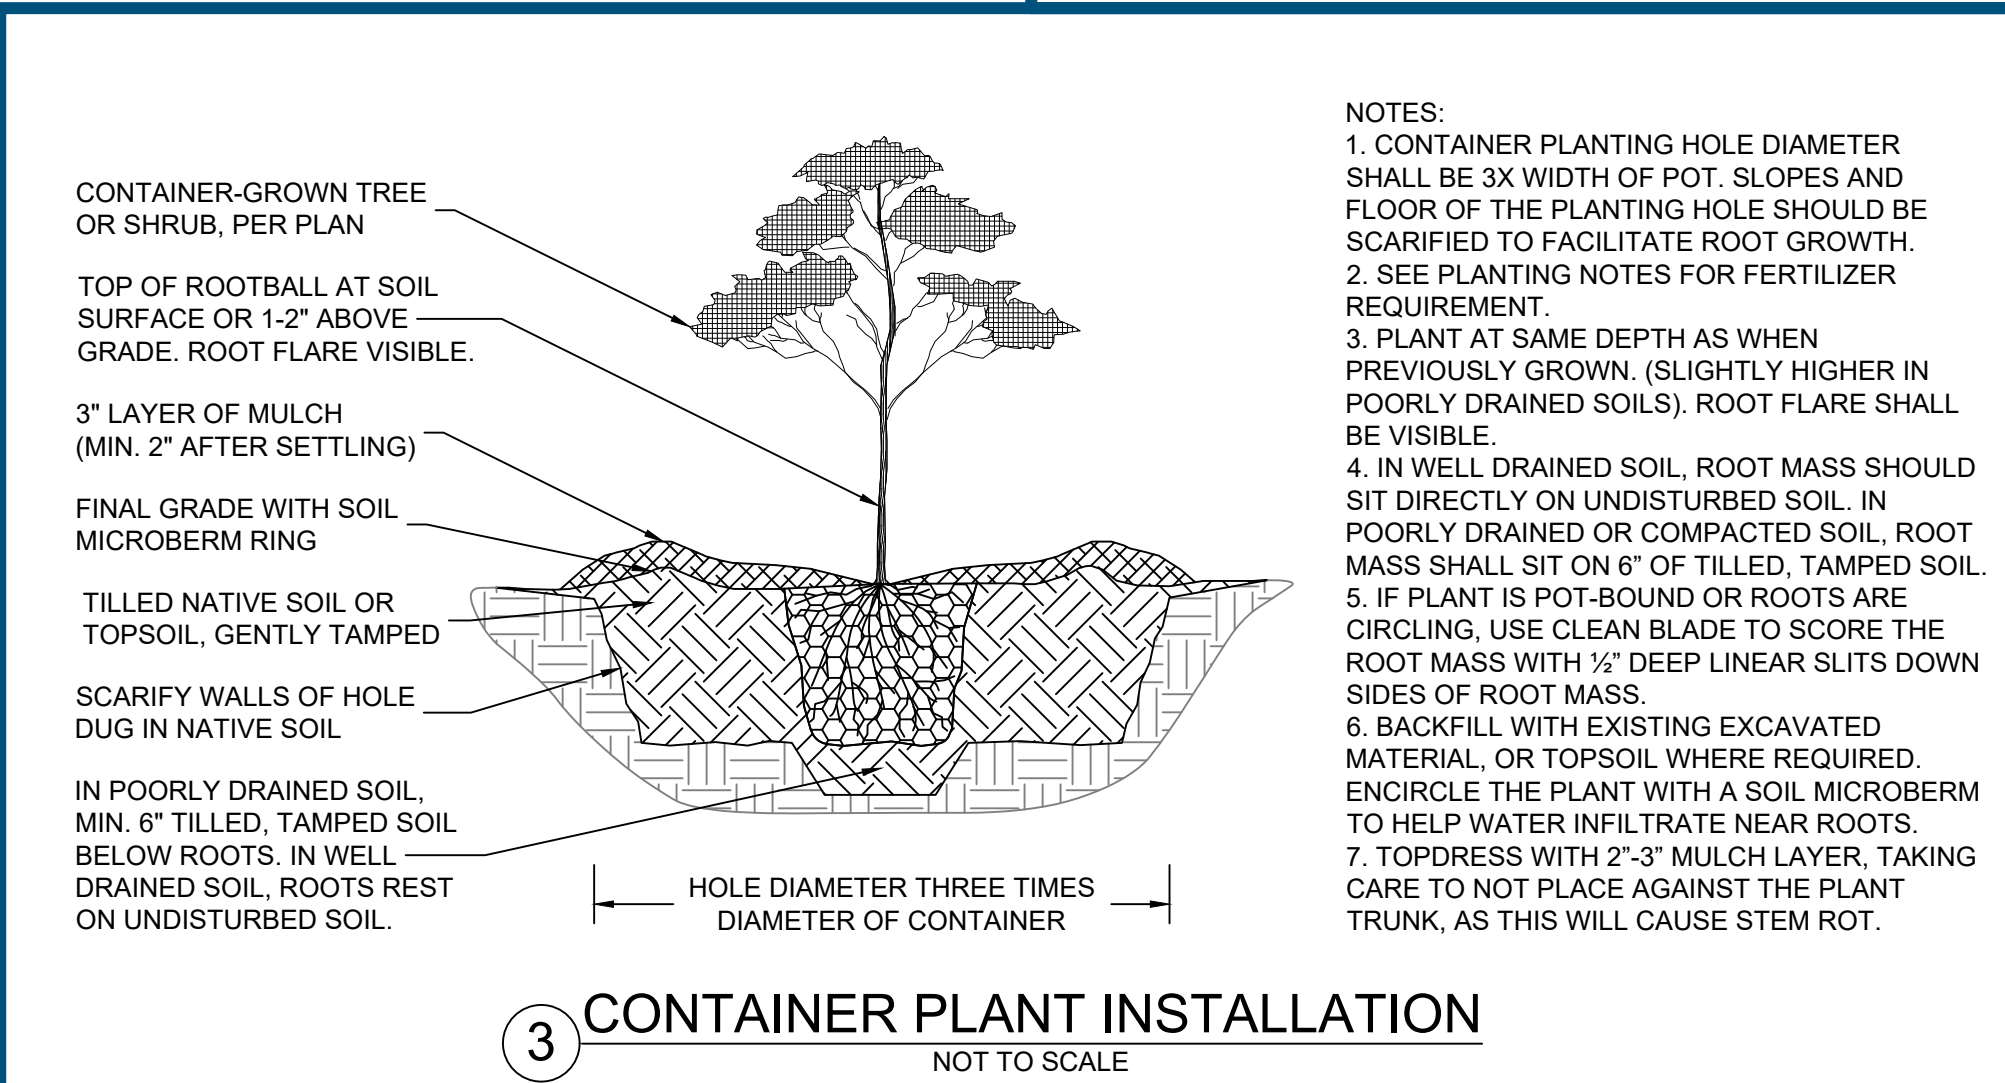 CONTAINER-GROWN TREE
OR SHRUB, PER PLAN
TOP OF ROOTBALL AT SOIL
SURFACE OR 1-2" ABOVE
GRADE. ROOT FLARE VISIBLE.
3" LAYER OF MULCH
(MIN. 2" AFTER SETTLING)
FINAL GRADE WITH SOIL
MICROBERM RING
TILLED NATIVE SOIL OR
TOPSOIL, GENTLY TAMPED
SCARIFY WALLS OF HOLE
DUG IN NATIVE SOIL
IN POORLY DRAINED SOIL,
MIN. 6" TILLED, TAMPED SOIL
BELOW ROOTS. IN WELL
DRAINED SOIL, ROOTS REST
ON UNDISTURBED SOIL.
HOLE DIAMETER THREE TIMES
DIAMETER OF CONTAINER
NOTES:
1. CONTAINER PLANTING HOLE DIAMETER
SHALL BE 3X WIDTH OF POT. SLOPES AND
FLOOR OF THE PLANTING HOLE SHOULD BE
SCARIFIED TO FACILITATE ROOT GROWTH.
2. SEE PLANTING NOTES FOR FERTILIZER
REQUIREMENT.
3. PLANT AT SAME DEPTH AS WHEN
PREVIOUSLY GROWN. (SLIGHTLY HIGHER IN
POORLY DRAINED SOILS). ROOT FLARE SHALL
BE VISIBLE.
4. IN WELL DRAINED SOIL, ROOT MASS SHOULD
SIT DIRECTLY ON UNDISTURBED SOIL. IN
POORLY DRAINED OR COMPACTED SOIL, ROOT
MASS SHALL SIT ON 6” OF TILLED, TAMPED SOIL.
5. IF PLANT IS POT-BOUND OR ROOTS ARE
CIRCLING, USE CLEAN BLADE TO SCORE THE
ROOT MASS WITH ½” DEEP LINEAR SLITS DOWN
SIDES OF ROOT MASS.
6. BACKFILL WITH EXISTING EXCAVATED
MATERIAL, OR TOPSOIL WHERE REQUIRED.
ENCIRCLE THE PLANT WITH A SOIL MICROBERM
TO HELP WATER INFILTRATE NEAR ROOTS.
7. TOPDRESS WITH 2”-3” MULCH LAYER, TAKING
CARE TO NOT PLACE AGAINST THE PLANT
TRUNK, AS THIS WILL CAUSE STEM ROT.
3 CONTAINER PLANT INSTALLATION
NOT TO SCALE